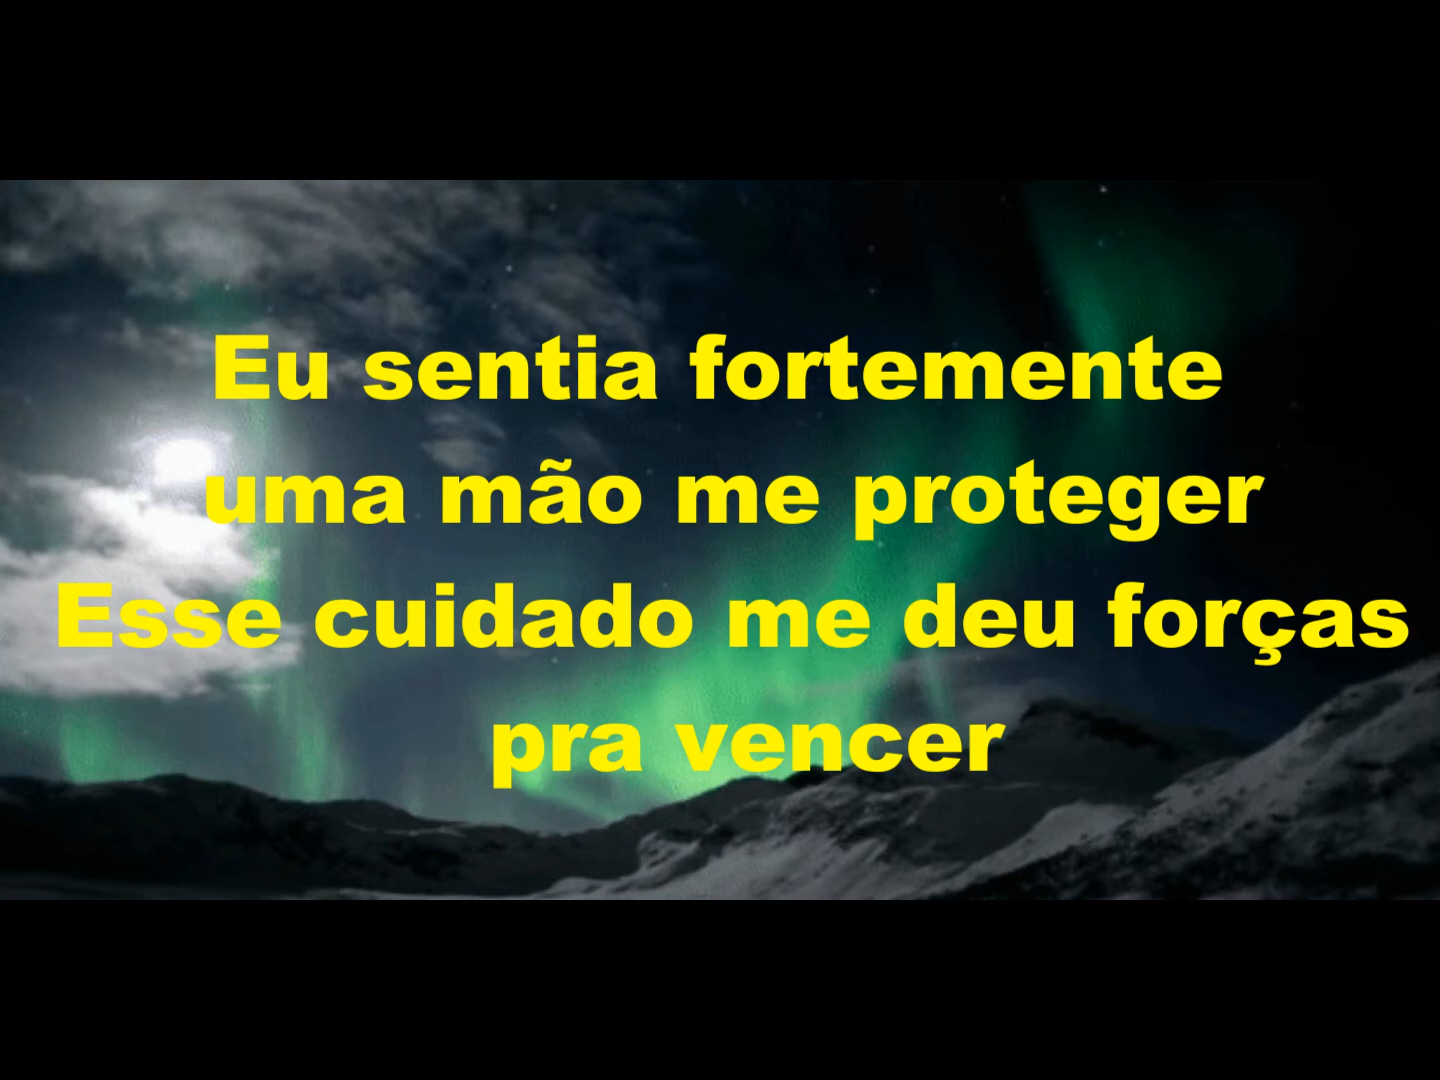 Eu sentia fortemente
uma mão me proteger
Esse cuidado me deu forças
pra vencer